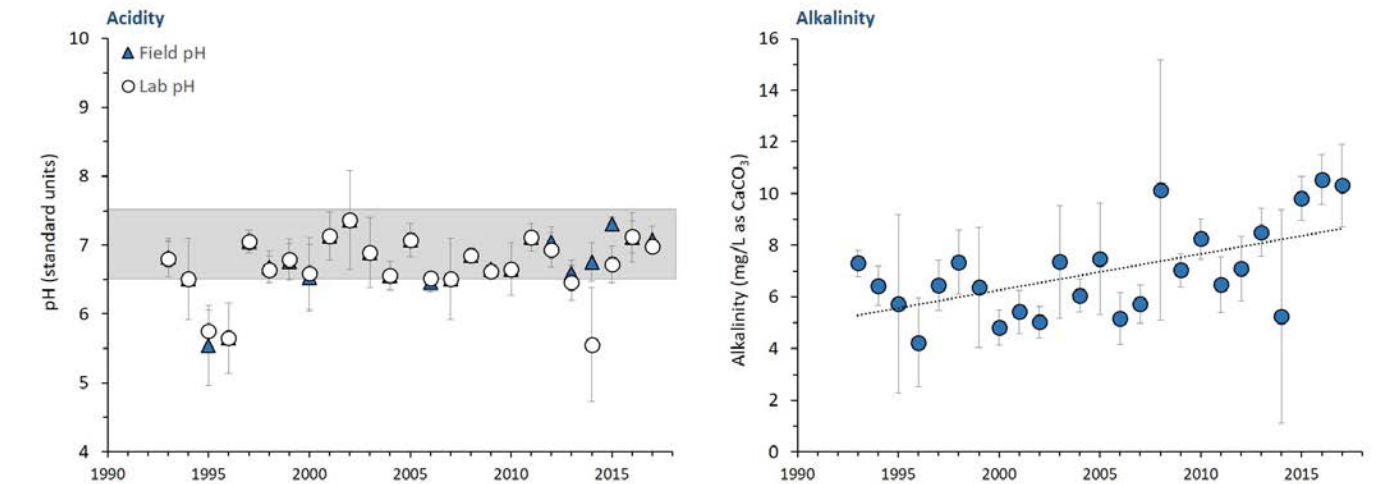 Acidity
10
9
8
7
6
5
4
pH (standard units)
Field pH
Lab pH
1990 1995 2000 2005 2010 2015
Alkalinity
16
14
12
10
8
6
4
2
0
Alkalinity (mg/L as CaCO₃)
1990 1995 2000 2005 2010 2015